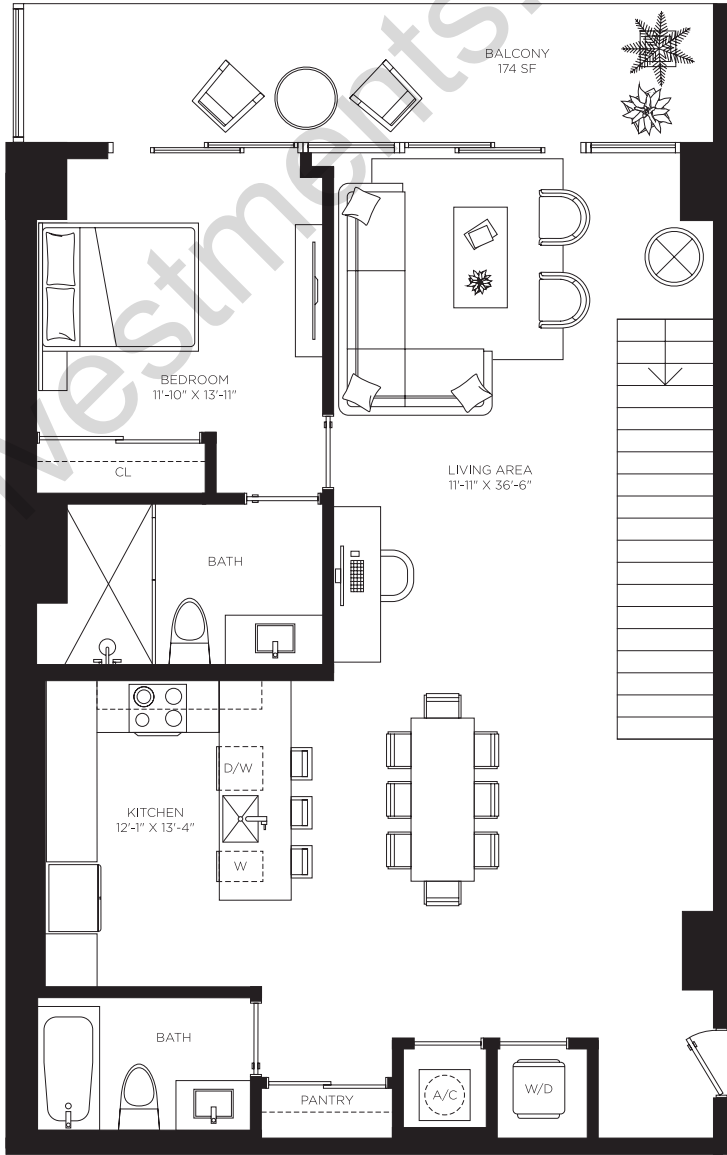 vestments.
BALCONY
174 SF
BEDROOM
11'-10" X 13'-11"
CL
LIVING AREA
11'-11" X 36'-6"
BATH
D/W
KITCHEN
12'-1" X 13'-4"
W
BATH
PANTRY
A/C
W/D